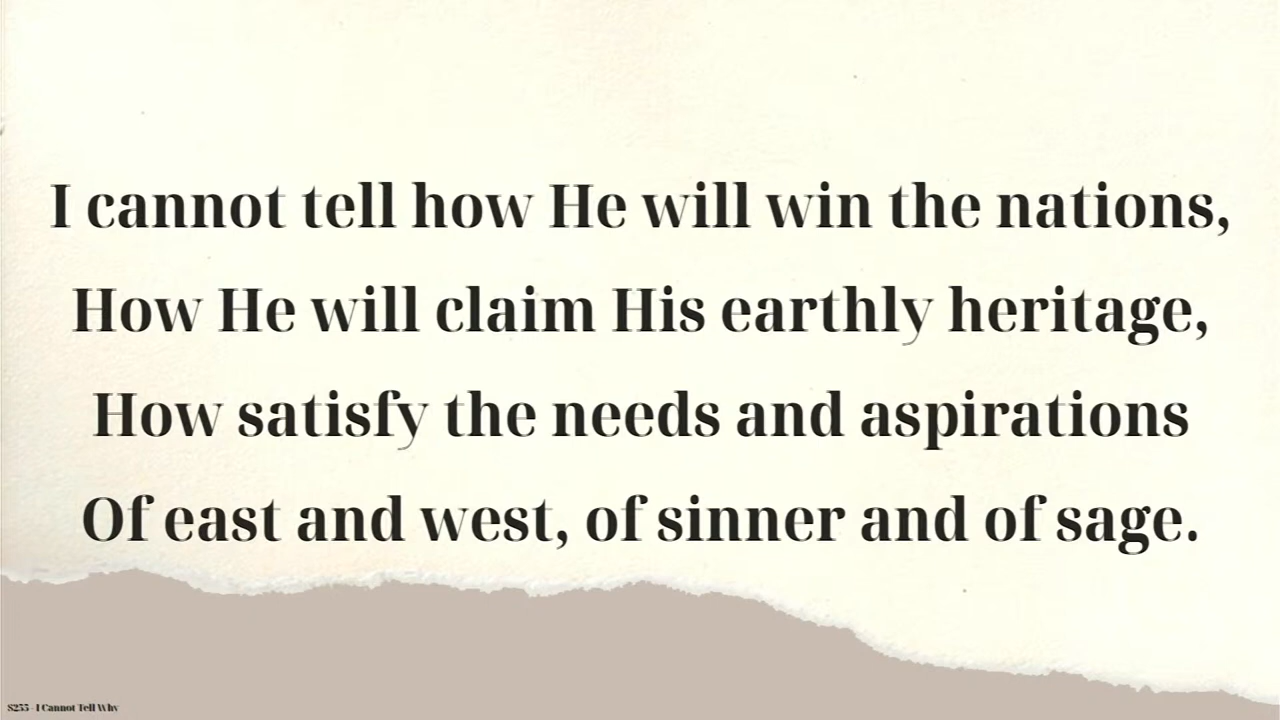 I cannot tell how He will win the nations,
How He will claim His earthly heritage,
How satisfy the needs and aspirations
Of east and west, of sinner and of sage.
S255 - I Cannot Tell Why